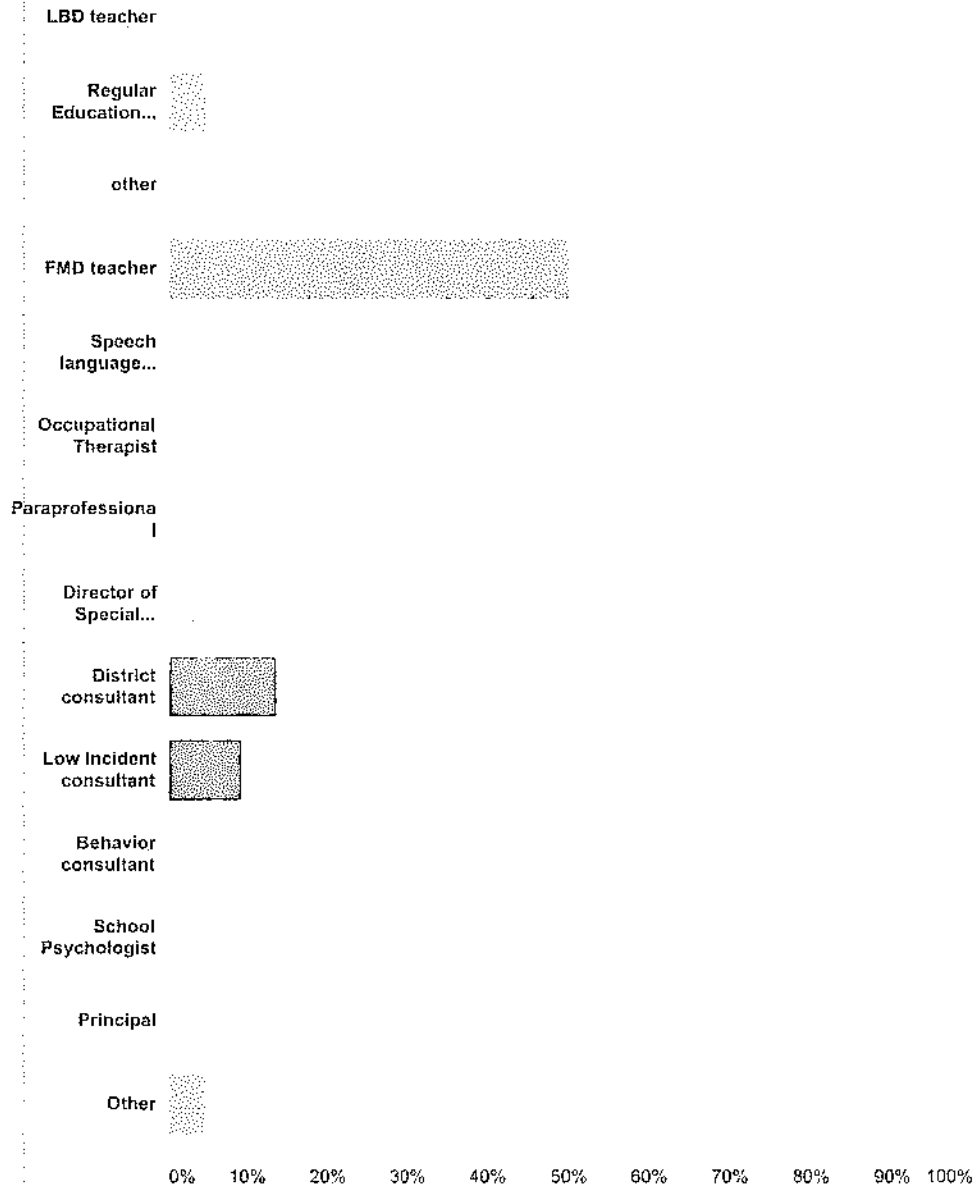 LBD teacher
Regular
Education...
other
FMD teacher
Speech
language...
Occupational
Therapist
Paraprofessiona
l
Director of
Special...
District
consultant
Low Incident
consultant
Behavior
consultant
School
Psychologist
Principal
Other
0% 10% 20% 30% 40% 50% 60% 70% 80% 90% 100%